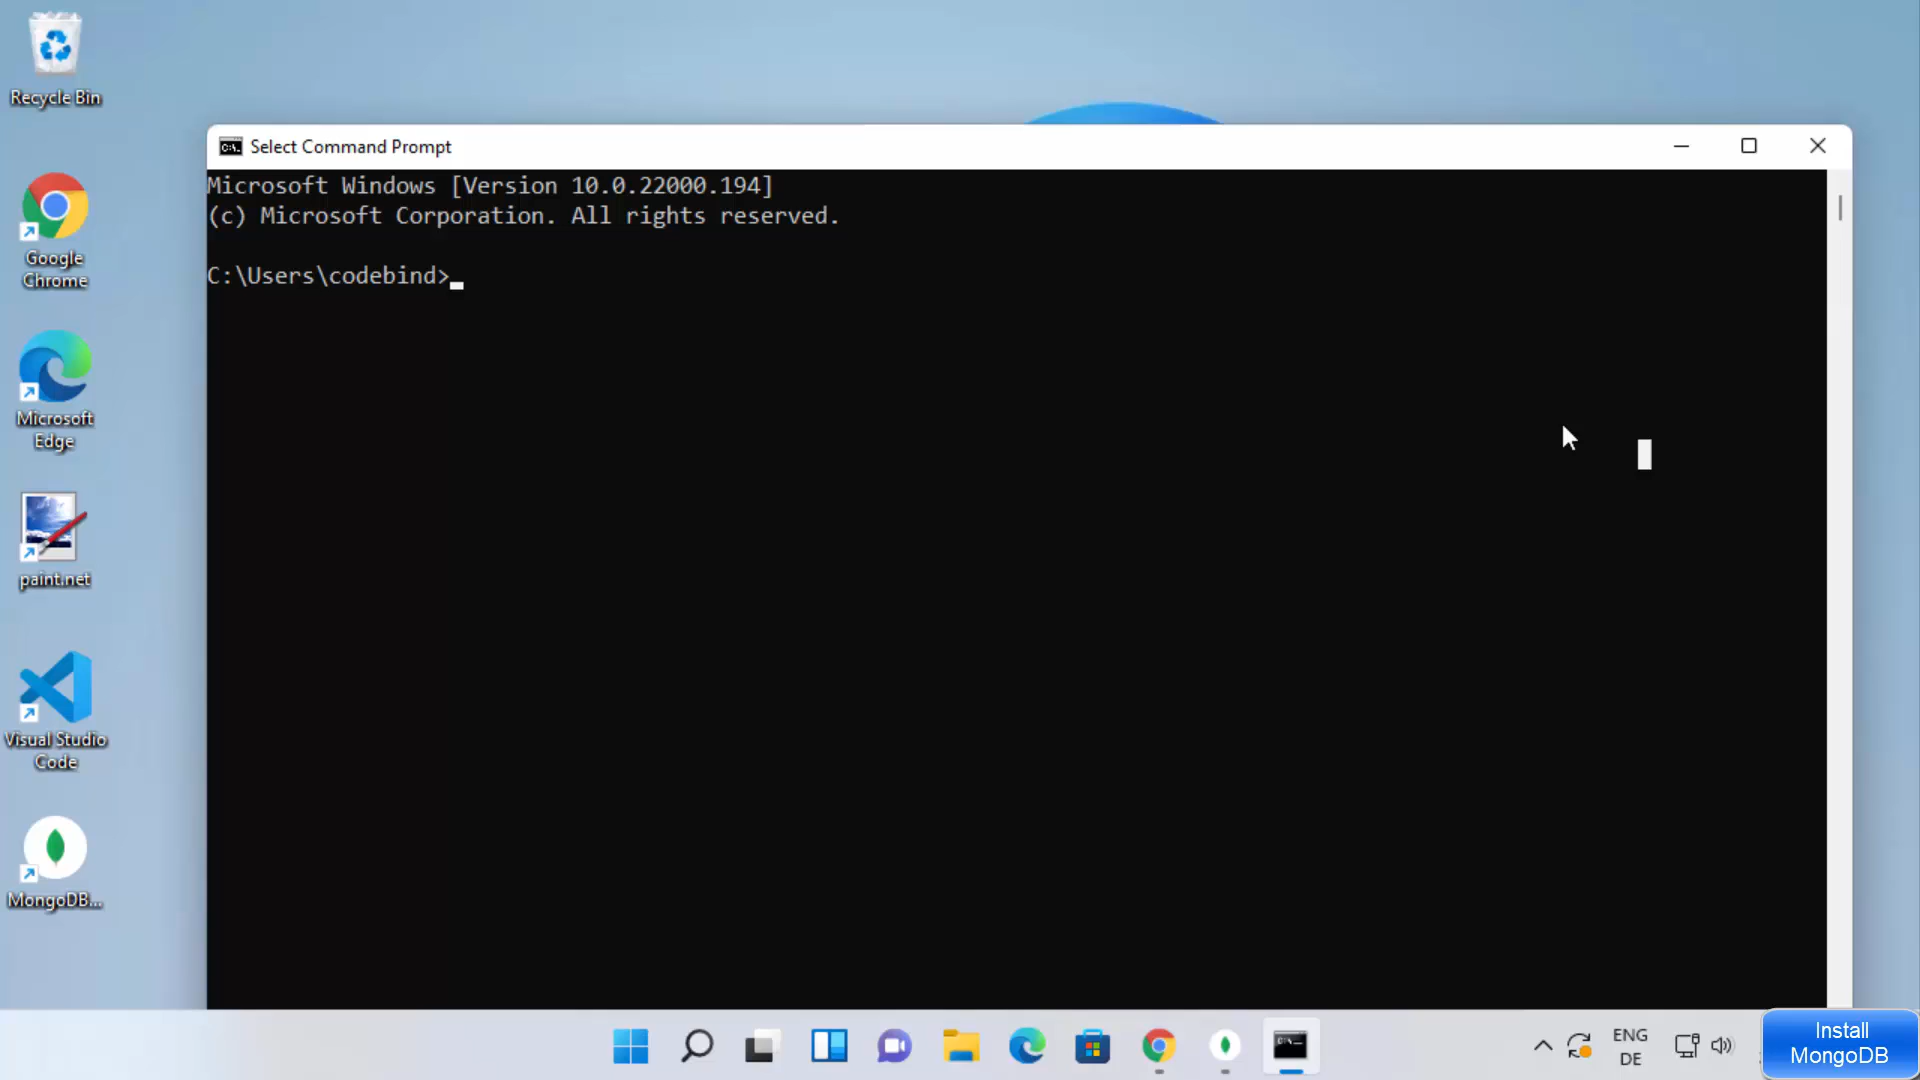 Recycle Bin
Google
Chrome
Microsoft
Edge
paint.net
Visual Studio
Code
MongoDB...
Select Command Prompt
Microsoft Windows [Version 10.0.22000.194]
(c) Microsoft Corporation. All rights reserved.
C:\Users\codebind>
ENG
DE
Install
MongoDB